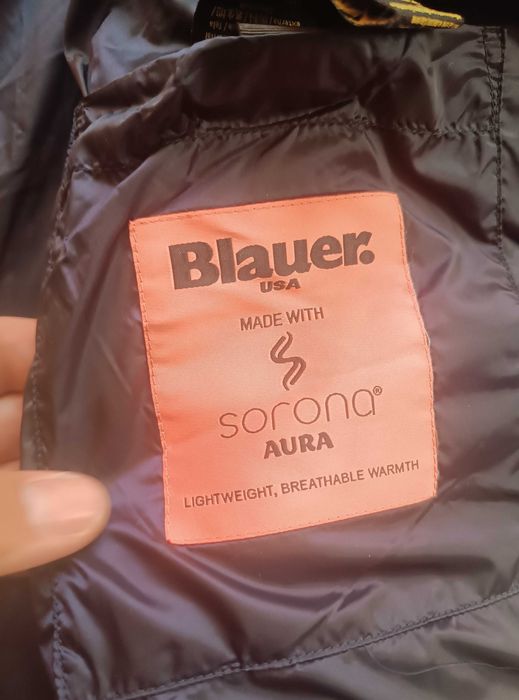 Blauer.
USA
MADE WITH
sorona®
AURA
LIGHTWEIGHT, BREATHABLE WARMTH